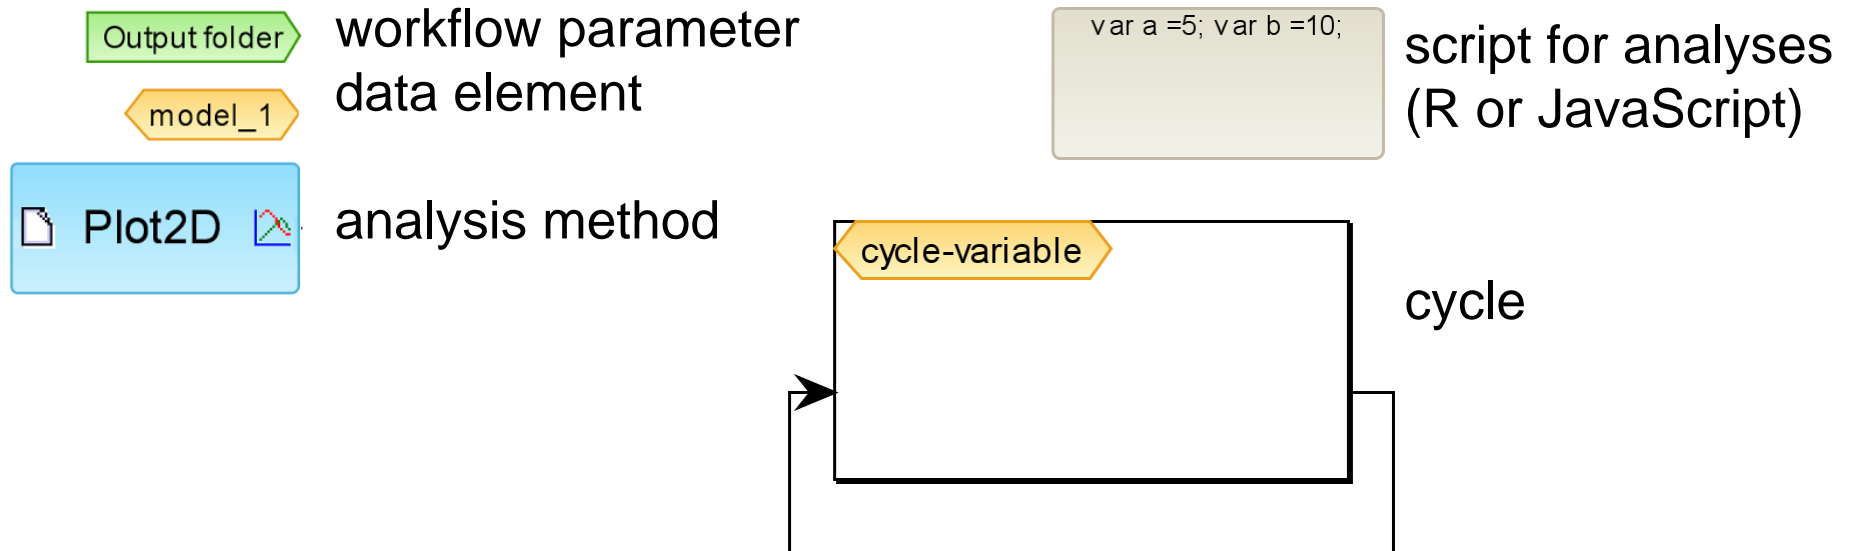 Output folder
workflow parameter
model_1
data element
Plot2D
analysis method
var a =5; var b =10;
script for analyses
(R or JavaScript)
cycle-variable
cycle